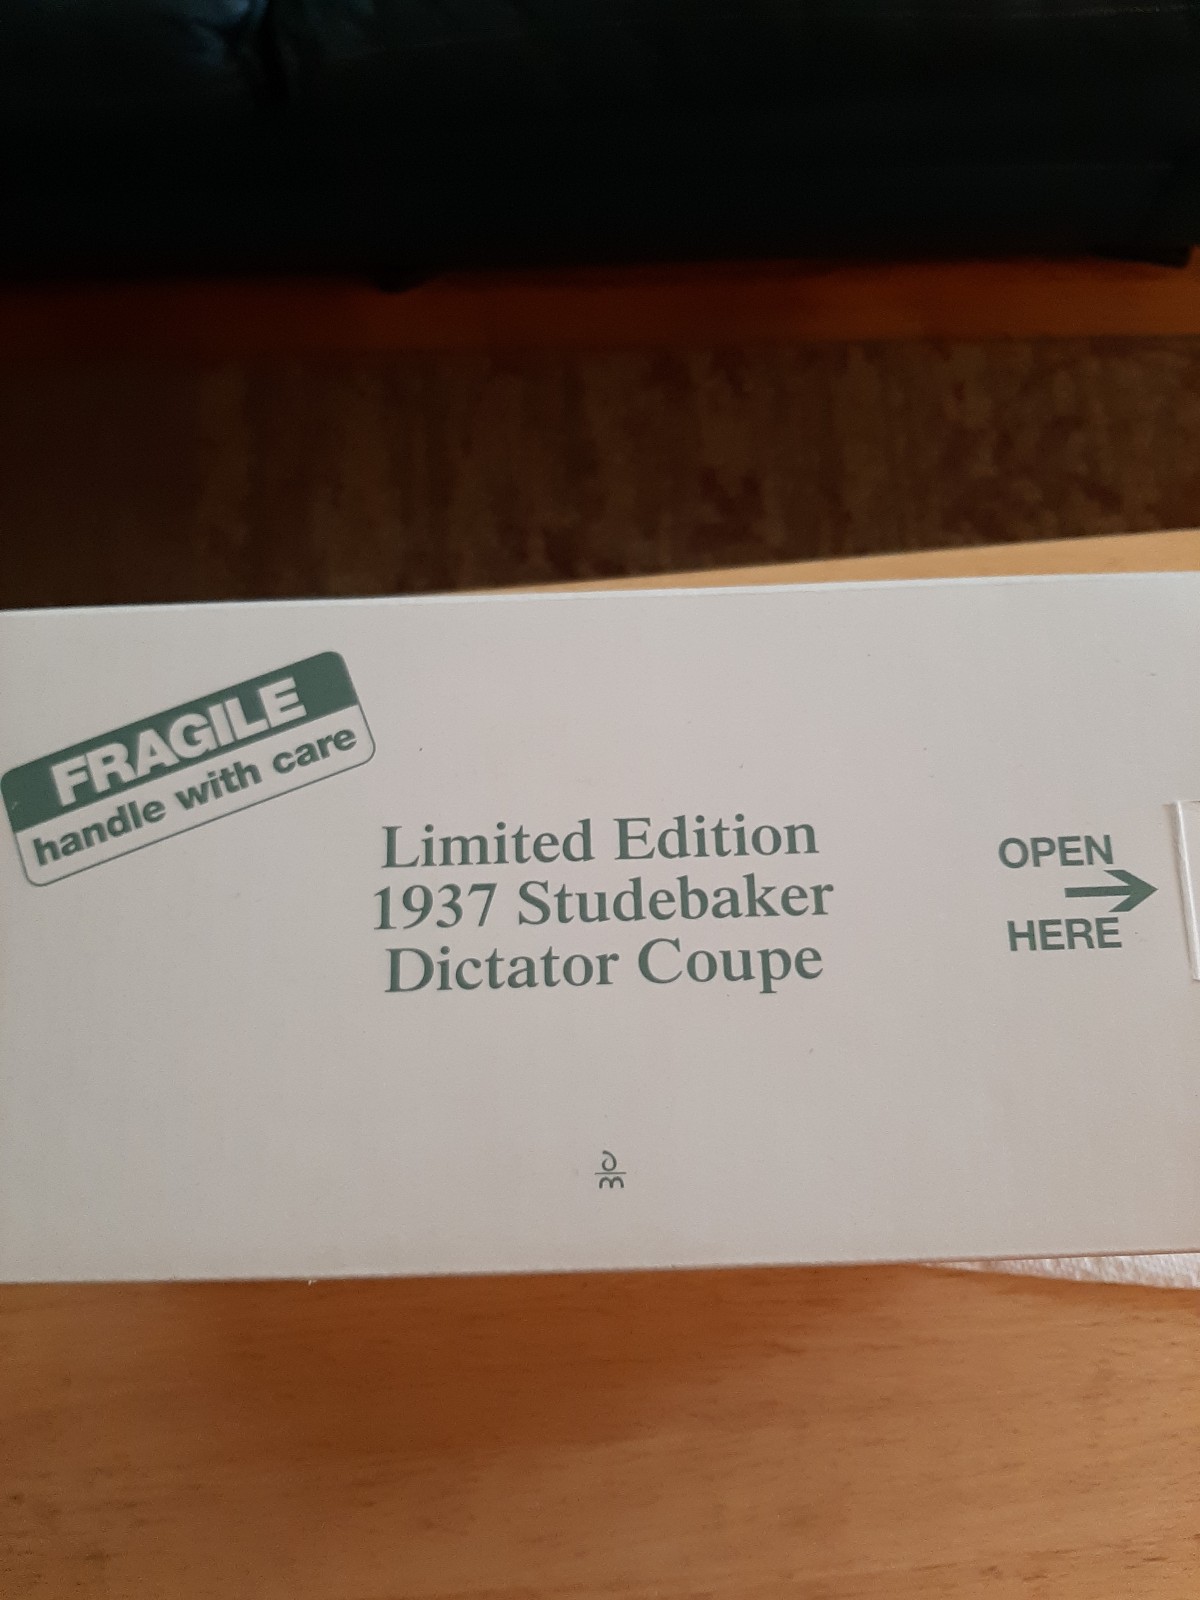 FRAGILE
handle with care
Limited Edition
1937 Studebaker
Dictator Coupe
OPEN
HERE